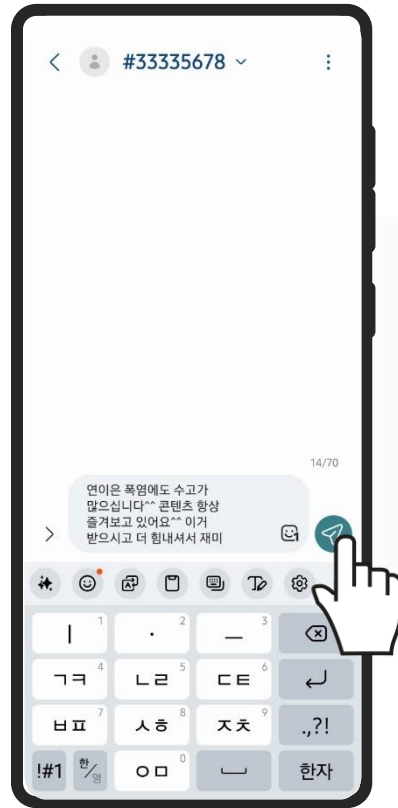 #33335678
14/70
연이은 폭염에도 수고가
많으십니다^^ 콘텐츠 항상
즐겨보고 있어요^^ 이거
받으시고 더 힘내셔서 재미
ㅣ 1
· 2
ㅡ 3
ㄱㅋ 4
ㄴㄹ 5
ㄷㅌ 6
ㅂㅍ 7
ㅅㅎ 8
ㅈㅊ 9
.,?!
!#1
한/영
ㅇㅁ 0
한자